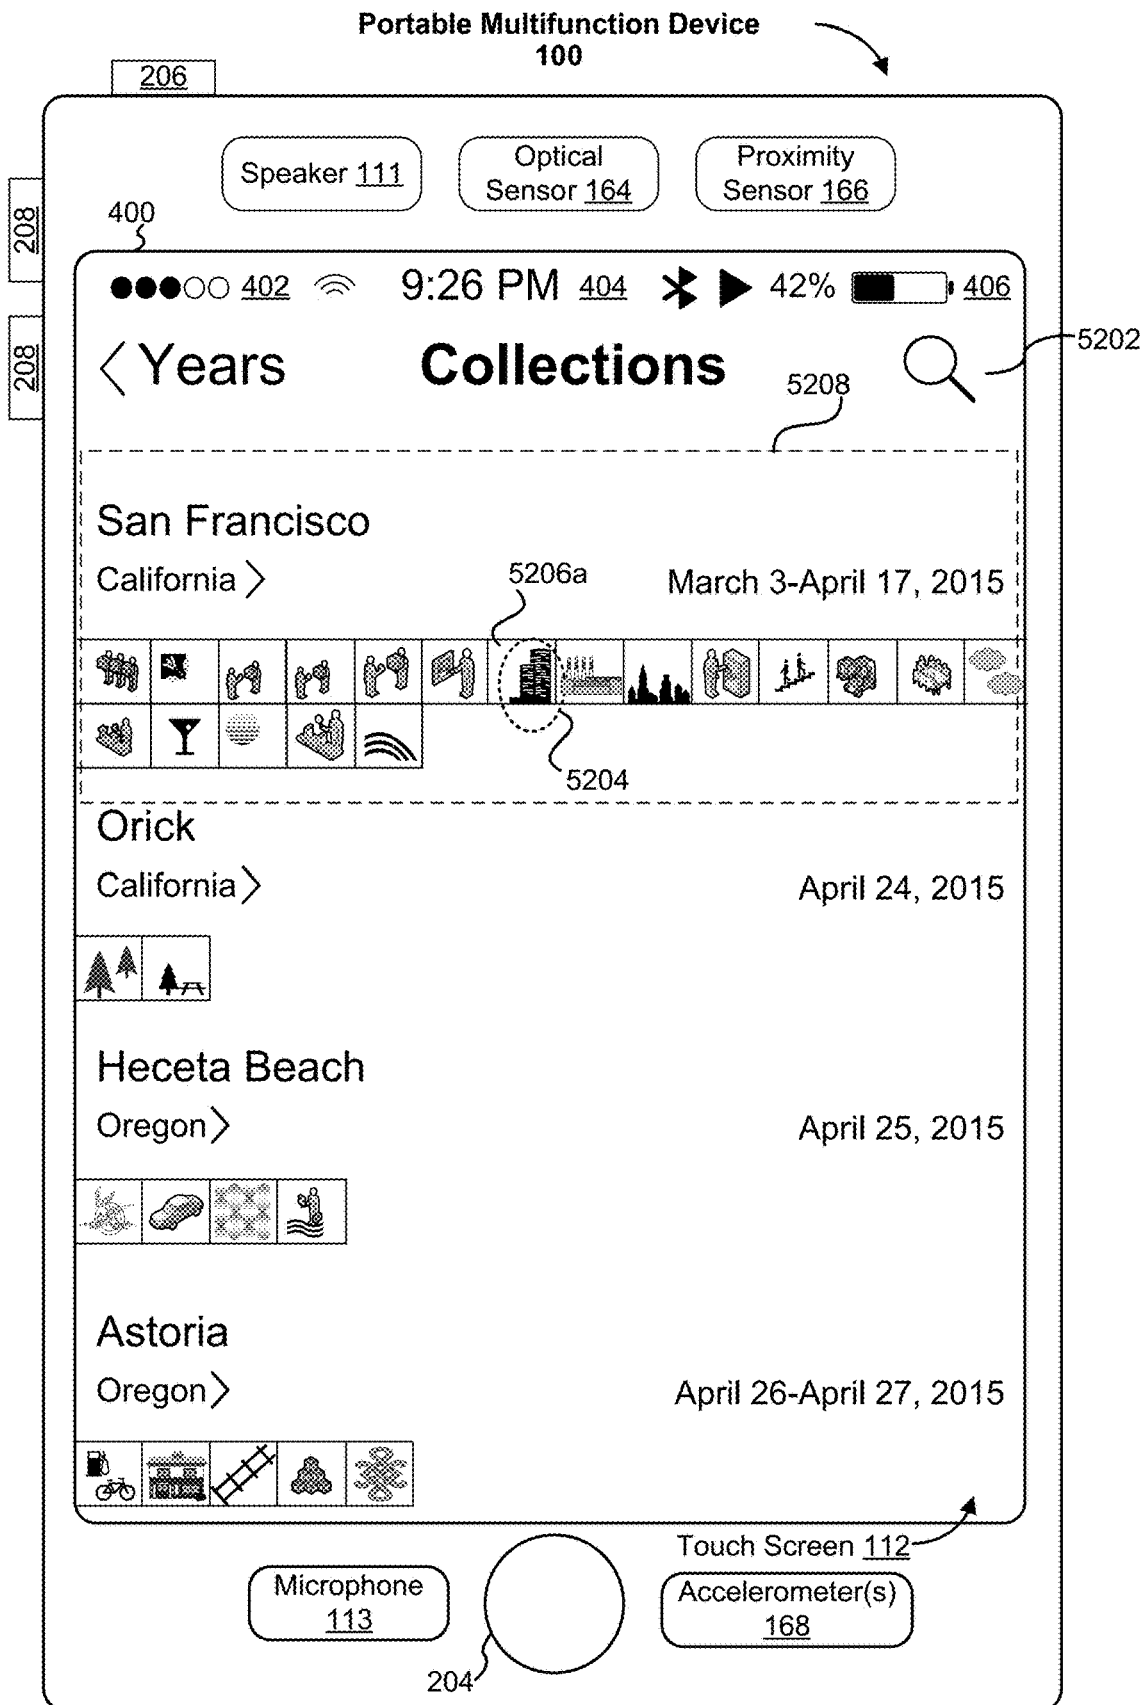 Portable Multifunction Device
100
206
Speaker 111
Optical
Sensor 164
Proximity
Sensor 166
208
400
402 9:26 PM 404 42% 406
208
5202
< Years Collections
5208
San Francisco
5206a
California > March 3-April 17, 2015
5204
Orick
California > April 24, 2015
Heceta Beach
Oregon > April 25, 2015
Astoria
Oregon > April 26-April 27, 2015
Touch Screen 112
Microphone
113
Accelerometer(s)
168
204